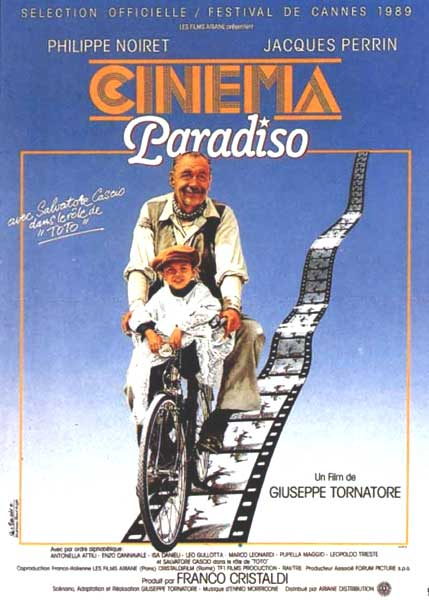 SELECTION OFFICIELLE / FESTIVAL DE CANNES 1989
LES FILMS ARIANE présentent
PHILIPPE NOIRET JACQUES PERRIN
CINEMA
Paradiso
avec Salvatore Cascio
dans le rôle de
"TOTO"
Un Film de
GIUSEPPE TORNATORE
Avec par ordre alphabétique:
ANTONELLA ATTILI - ENZO CANNAVALE - ISA DANIELI - LEO GULLOTTA - MARCO LEONARDI - PUPELLA MAGGIO - LEOPOLDO TRIESTE
et SALVATORE CASCIO dans le rôle de "TOTO"
Coproduction Franco-Italienne LES FILMS ARIANE (Paris) CRISTALDIFILM (Rome) TF1 FILMS PRODUCTION - RAI TRE Producteur Associé FORUM PICTURE s.p.a.
Produit par FRANCO CRISTALDI
Scénario, Adaptation et Réalisation GIUSEPPE TORNATORE - Musique d'ENNIO MORRICONE Distribué par ARIANE DISTRIBUTION